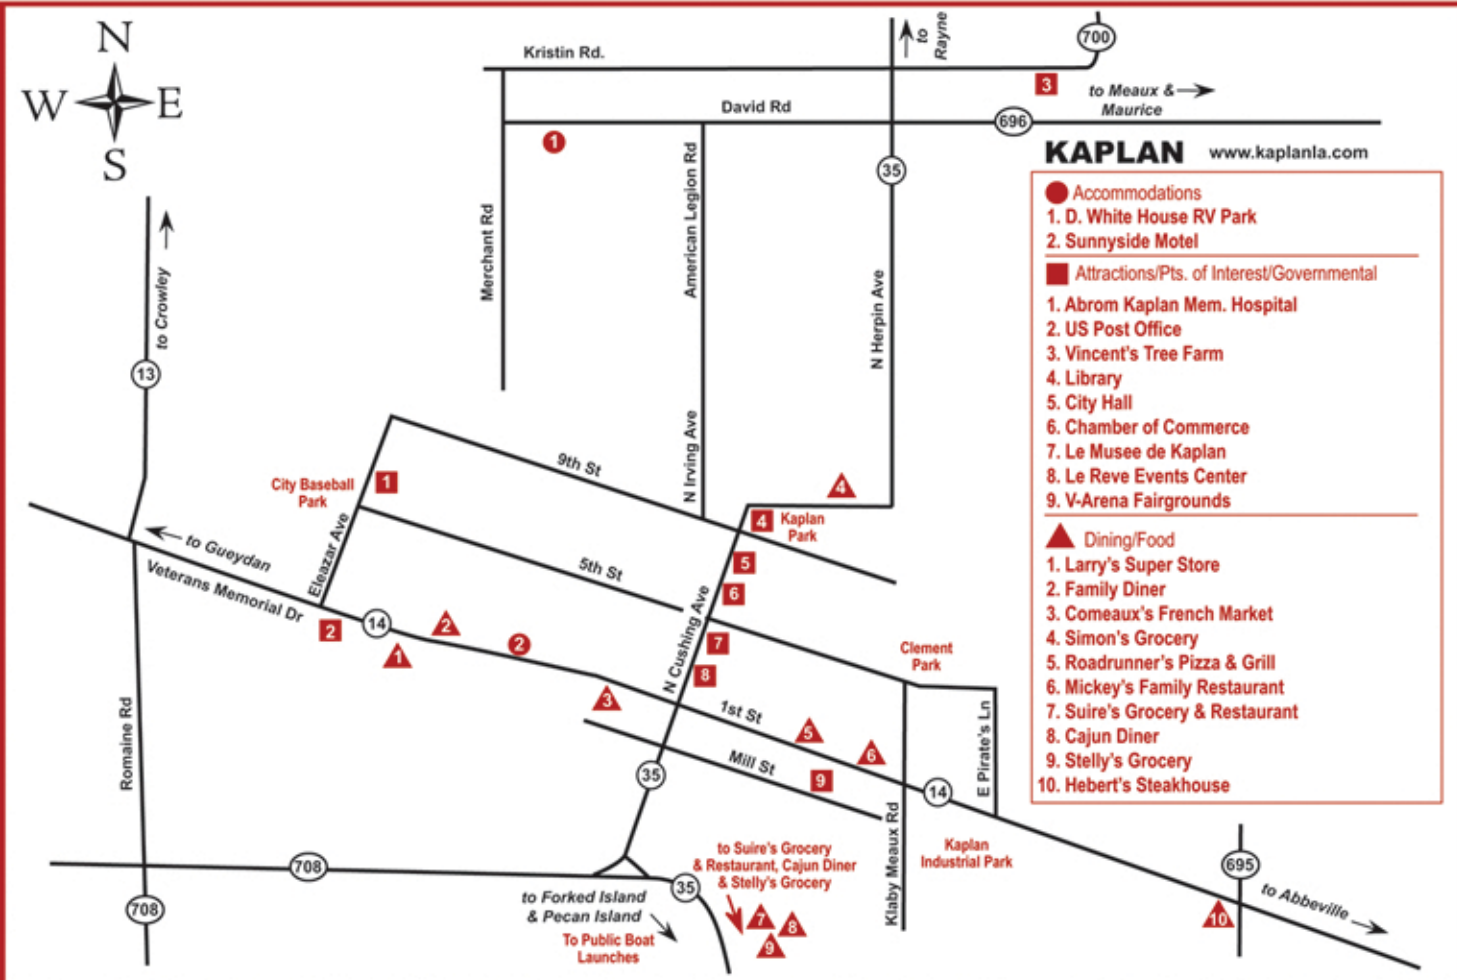 N
W E
S
Kristin Rd.
to
Rayne
700
3
to Meaux &
Maurice
David Rd
696
1
KAPLAN www.kaplanla.com
35
Merchant Rd
American Legion Rd
N Herpin Ave
to Crowley
13
Accommodations
1. D. White House RV Park
2. Sunnyside Motel
Attractions/Pts. of Interest/Governmental
1. Abrom Kaplan Mem. Hospital
2. US Post Office
3. Vincent's Tree Farm
4. Library
5. City Hall
6. Chamber of Commerce
7. Le Musee de Kaplan
8. Le Reve Events Center
9. V-Arena Fairgrounds
Dining/Food
1. Larry's Super Store
2. Family Diner
3. Comeaux's French Market
4. Simon's Grocery
5. Roadrunner's Pizza & Grill
6. Mickey's Family Restaurant
7. Suire's Grocery & Restaurant
8. Cajun Diner
9. Stelly's Grocery
10. Hebert's Steakhouse
9th St
N Irving Ave
City Baseball
Park
1
4
4
Kaplan
Park
Eleazar Ave
to Gueydan
Veterans Memorial Dr
5th St
5
6
N Cushing Ave
2
14
2
1
2
7
8
3
Clement
Park
1st St
5
6
Mill St
9
35
14
E Pirate's Ln
Romaine Rd
Klaby Meaux Rd
Kaplan
Industrial Park
708
708
35
to Forked Island
& Pecan Island
To Public Boat
Launches
to Suire's Grocery
& Restaurant, Cajun Diner
& Stelly's Grocery
7
8
9
695
to Abbeville
10